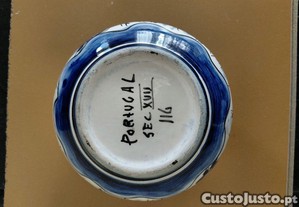 PORTUGAL
SEC XVII
116
CustoJusto.pt